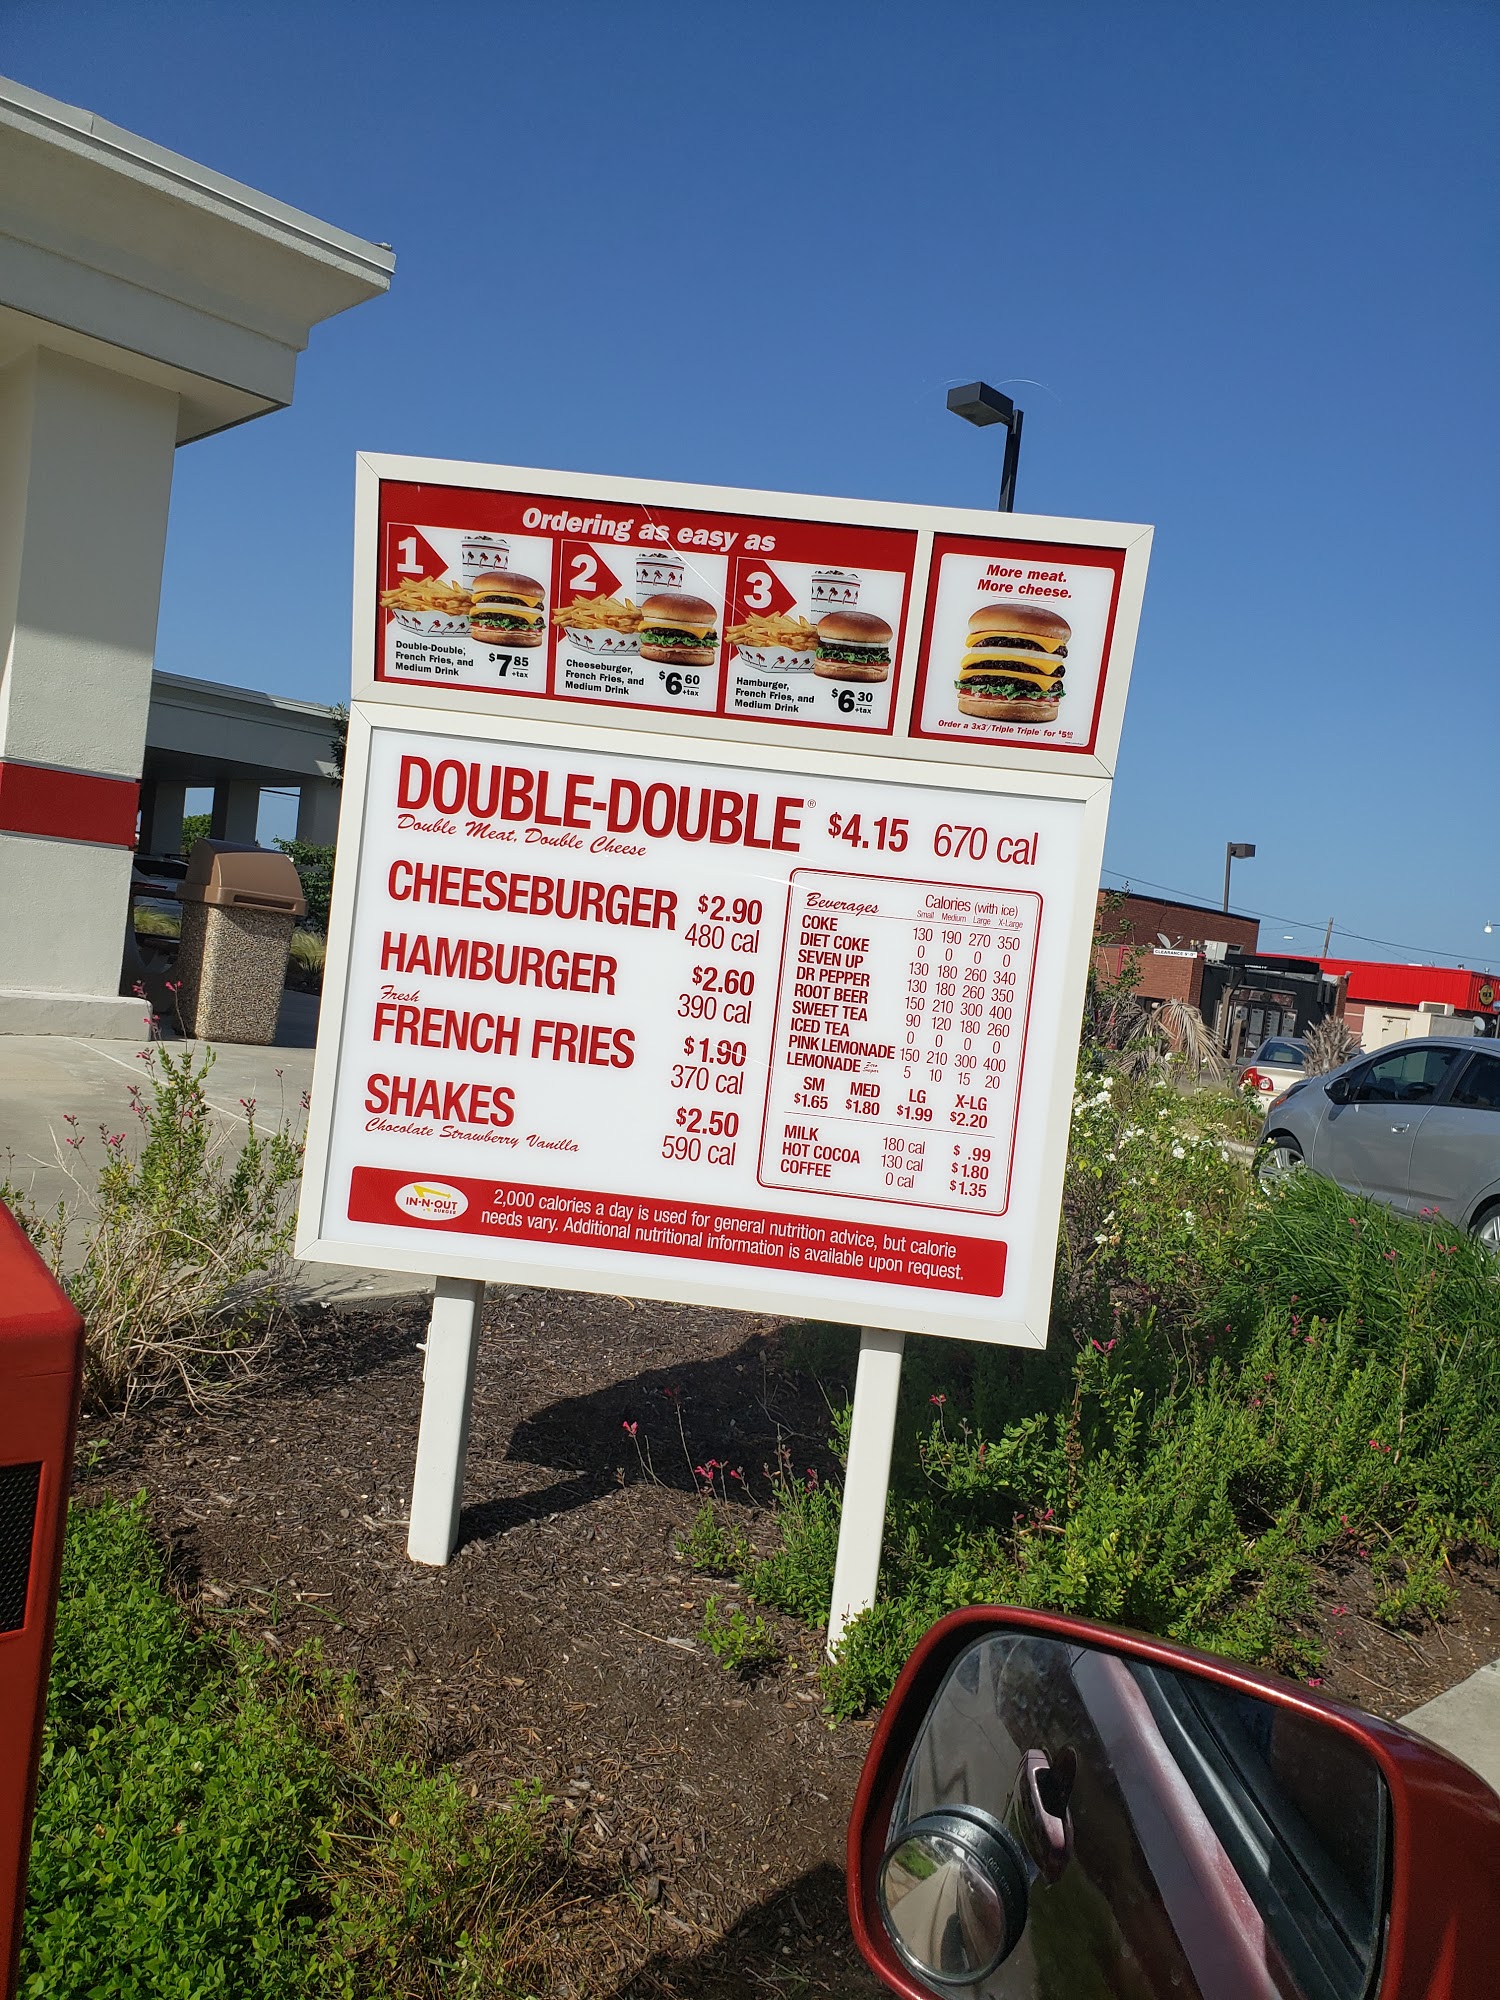 Ordering as easy as
1
Double-Double,
French Fries, and
Medium Drink
$7 85
+tax
2
Cheeseburger,
French Fries, and
Medium Drink
$6 60
+tax
3
Hamburger,
French Fries, and
Medium Drink
$6 30
+tax
More meat.
More cheese.
Order a 3x3/Triple Triple for
DOUBLE-DOUBLE® $4.15 670 cal
Double Meat, Double Cheese
CHEESEBURGER $2.90
480 cal
HAMBURGER $2.60
390 cal
Fresh
FRENCH FRIES $1.90
370 cal
SHAKES $2.50
Chocolate Strawberry Vanilla 590 cal
Beverages Calories (with ice)
Small Medium Large X-Large
COKE 130 190 270 350
DIET COKE 0 0 0 0
SEVEN UP 130 180 260 340
DR PEPPER 130 180 260 350
ROOT BEER 150 210 300 400
SWEET TEA 90 120 180 260
ICED TEA 0 0 0 0
PINK LEMONADE 150 210 300 400
LEMONADE 5 10 15 20
SM MED LG X-LG
$1.65 $1.80 $1.99 $2.20
MILK 180 cal $ .99
HOT COCOA 130 cal $1.80
COFFEE 0 cal $1.35
IN-N-OUT
BURGER
2,000 calories a day is used for general nutrition advice, but calorie
needs vary. Additional nutritional information is available upon request.
CLEARANCE 9' 0"